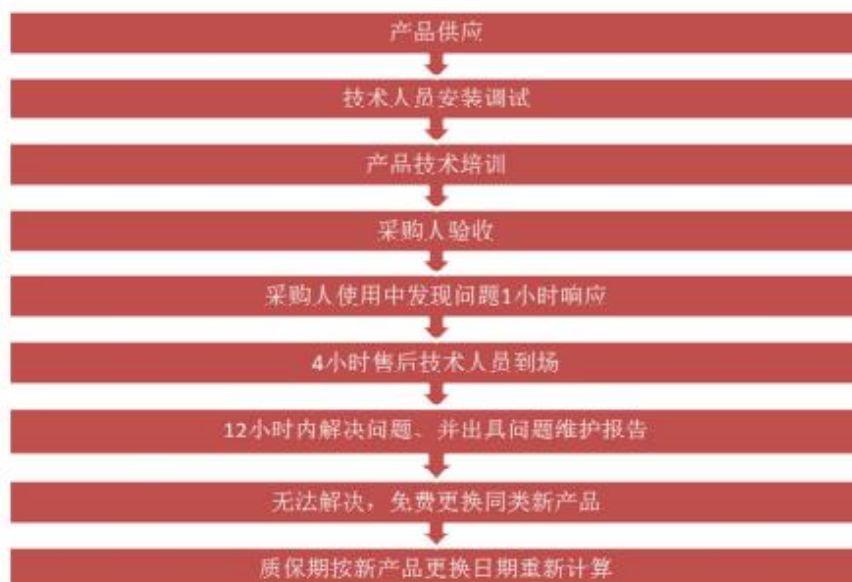 产品供应
技术人员安装调试
产品技术培训
采购人验收
采购人使用中发现问题1小时响应
4小时售后技术人员到场
12小时内解决问题、并出具问题维护报告
无法解决，免费更换同类新产品
质保期按新产品更换日期重新计算